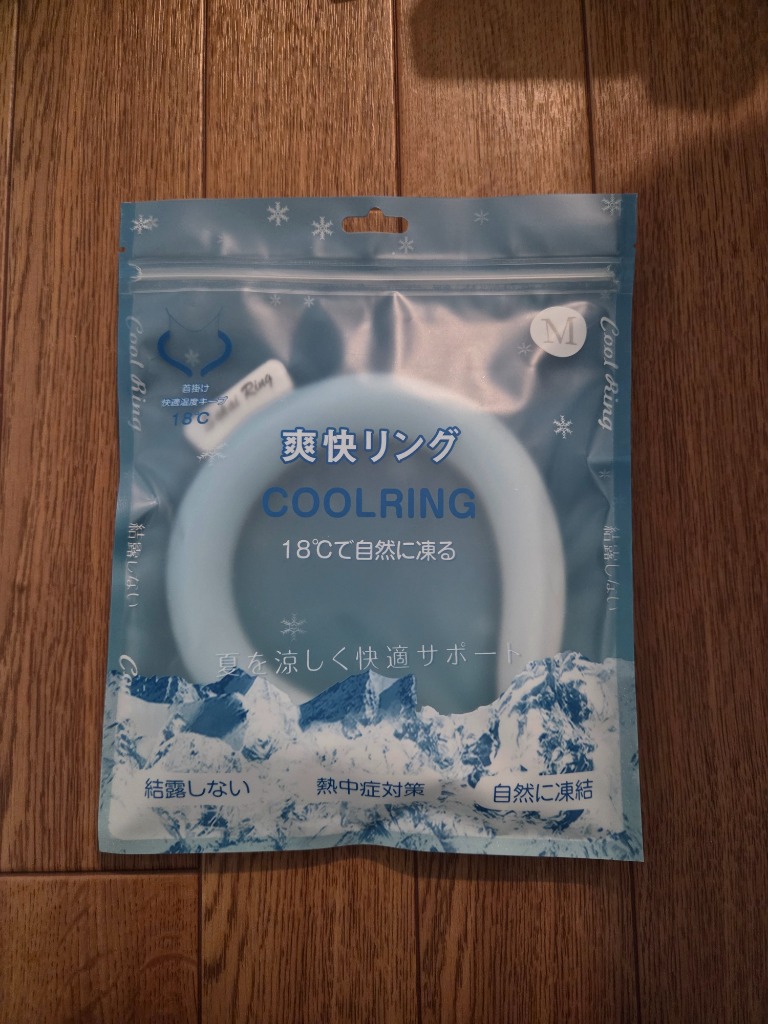 M
首掛け
快適温度キープ
18℃
Cool Ring
Cool Ring
Ring
爽快リング
COOLRING
18℃で自然に凍る
結露しない
結露しない
夏を涼しく快適サポート
結露しない
熱中症対策
自然に凍結